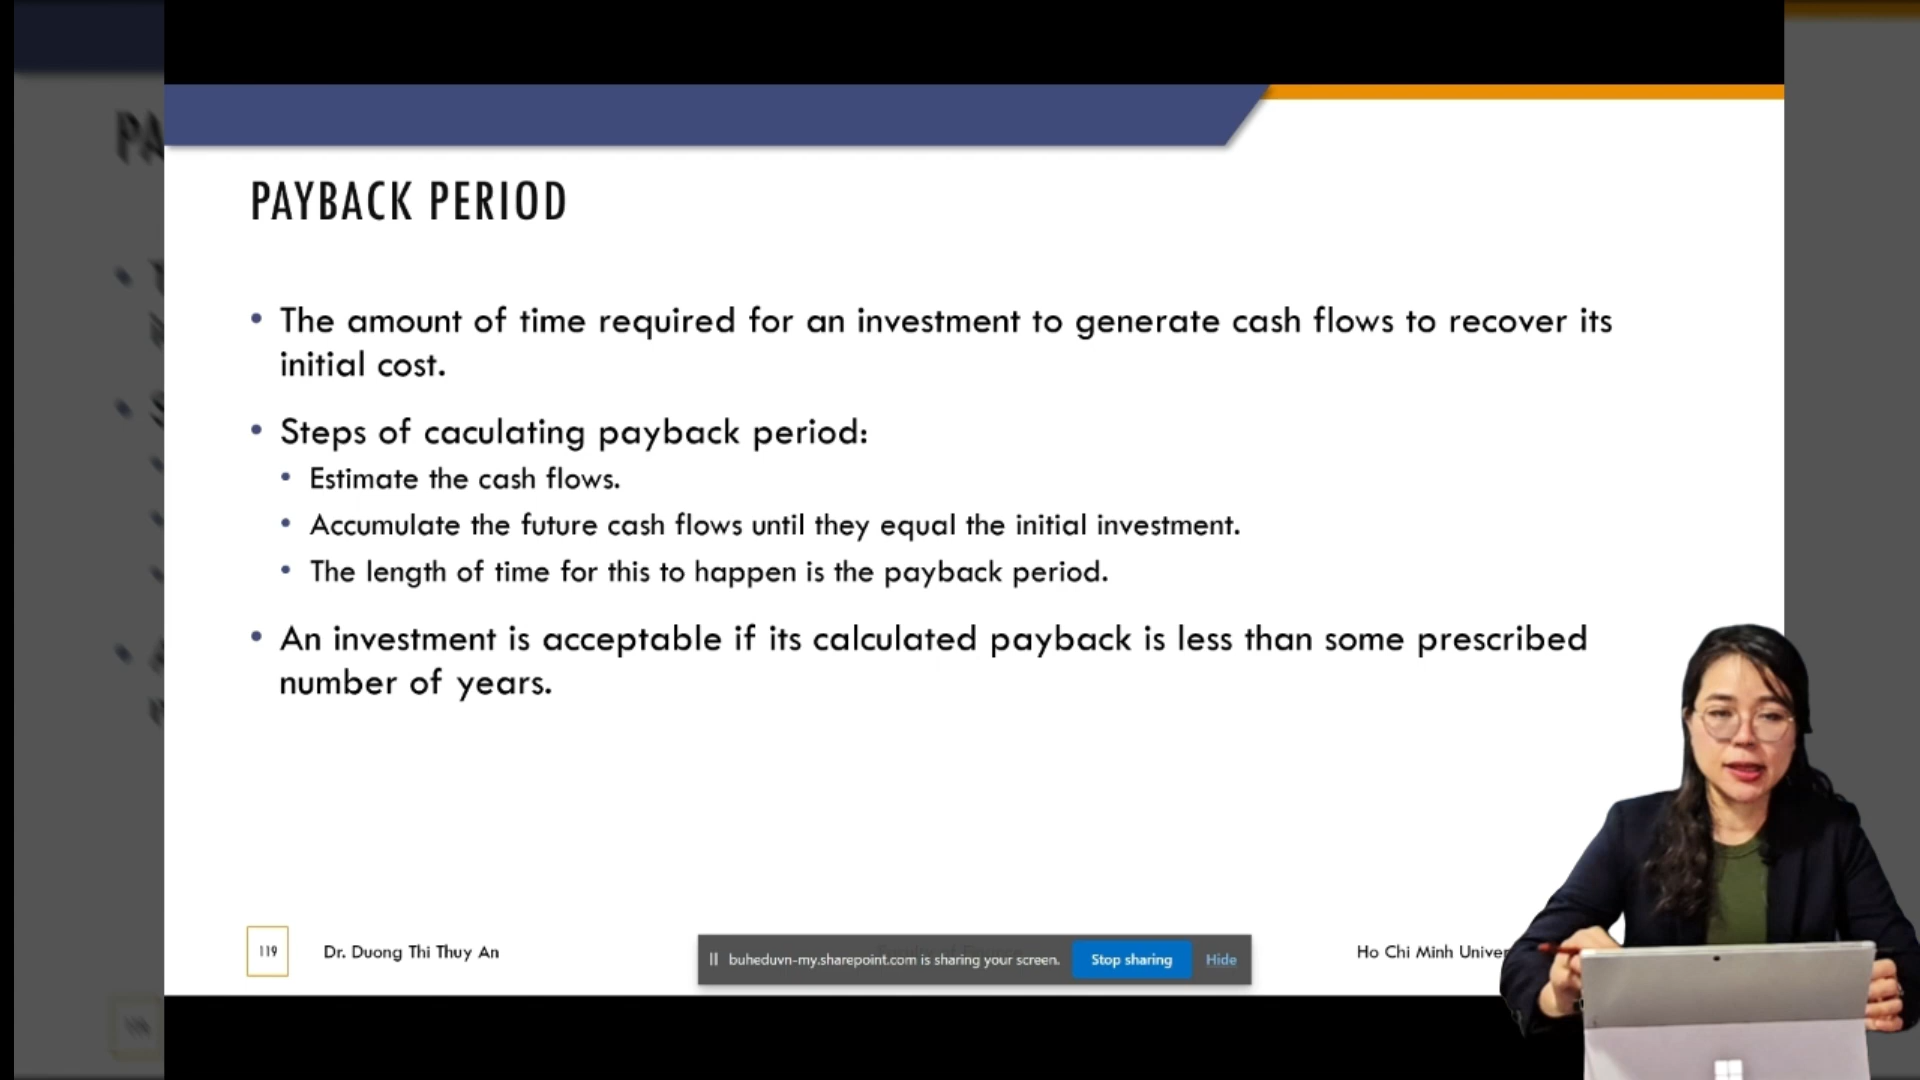 PAYBACK PERIOD
• The amount of time required for an investment to generate cash flows to recover its
initial cost.
• Steps of caculating payback period:
• Estimate the cash flows.
• Accumulate the future cash flows until they equal the initial investment.
• The length of time for this to happen is the payback period.
• An investment is acceptable if its calculated payback is less than some prescribed
number of years.
119
Dr. Duong Thi Thuy An
buheduvn-my.sharepoint.com is sharing your screen.
Stop sharing
Hide
Ho Chi Minh